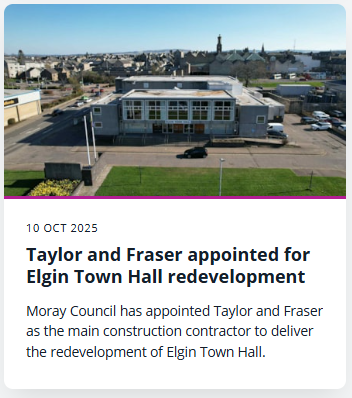 10 OCT 2025
Taylor and Fraser appointed for
Elgin Town Hall redevelopment
Moray Council has appointed Taylor and Fraser
as the main construction contractor to deliver
the redevelopment of Elgin Town Hall.